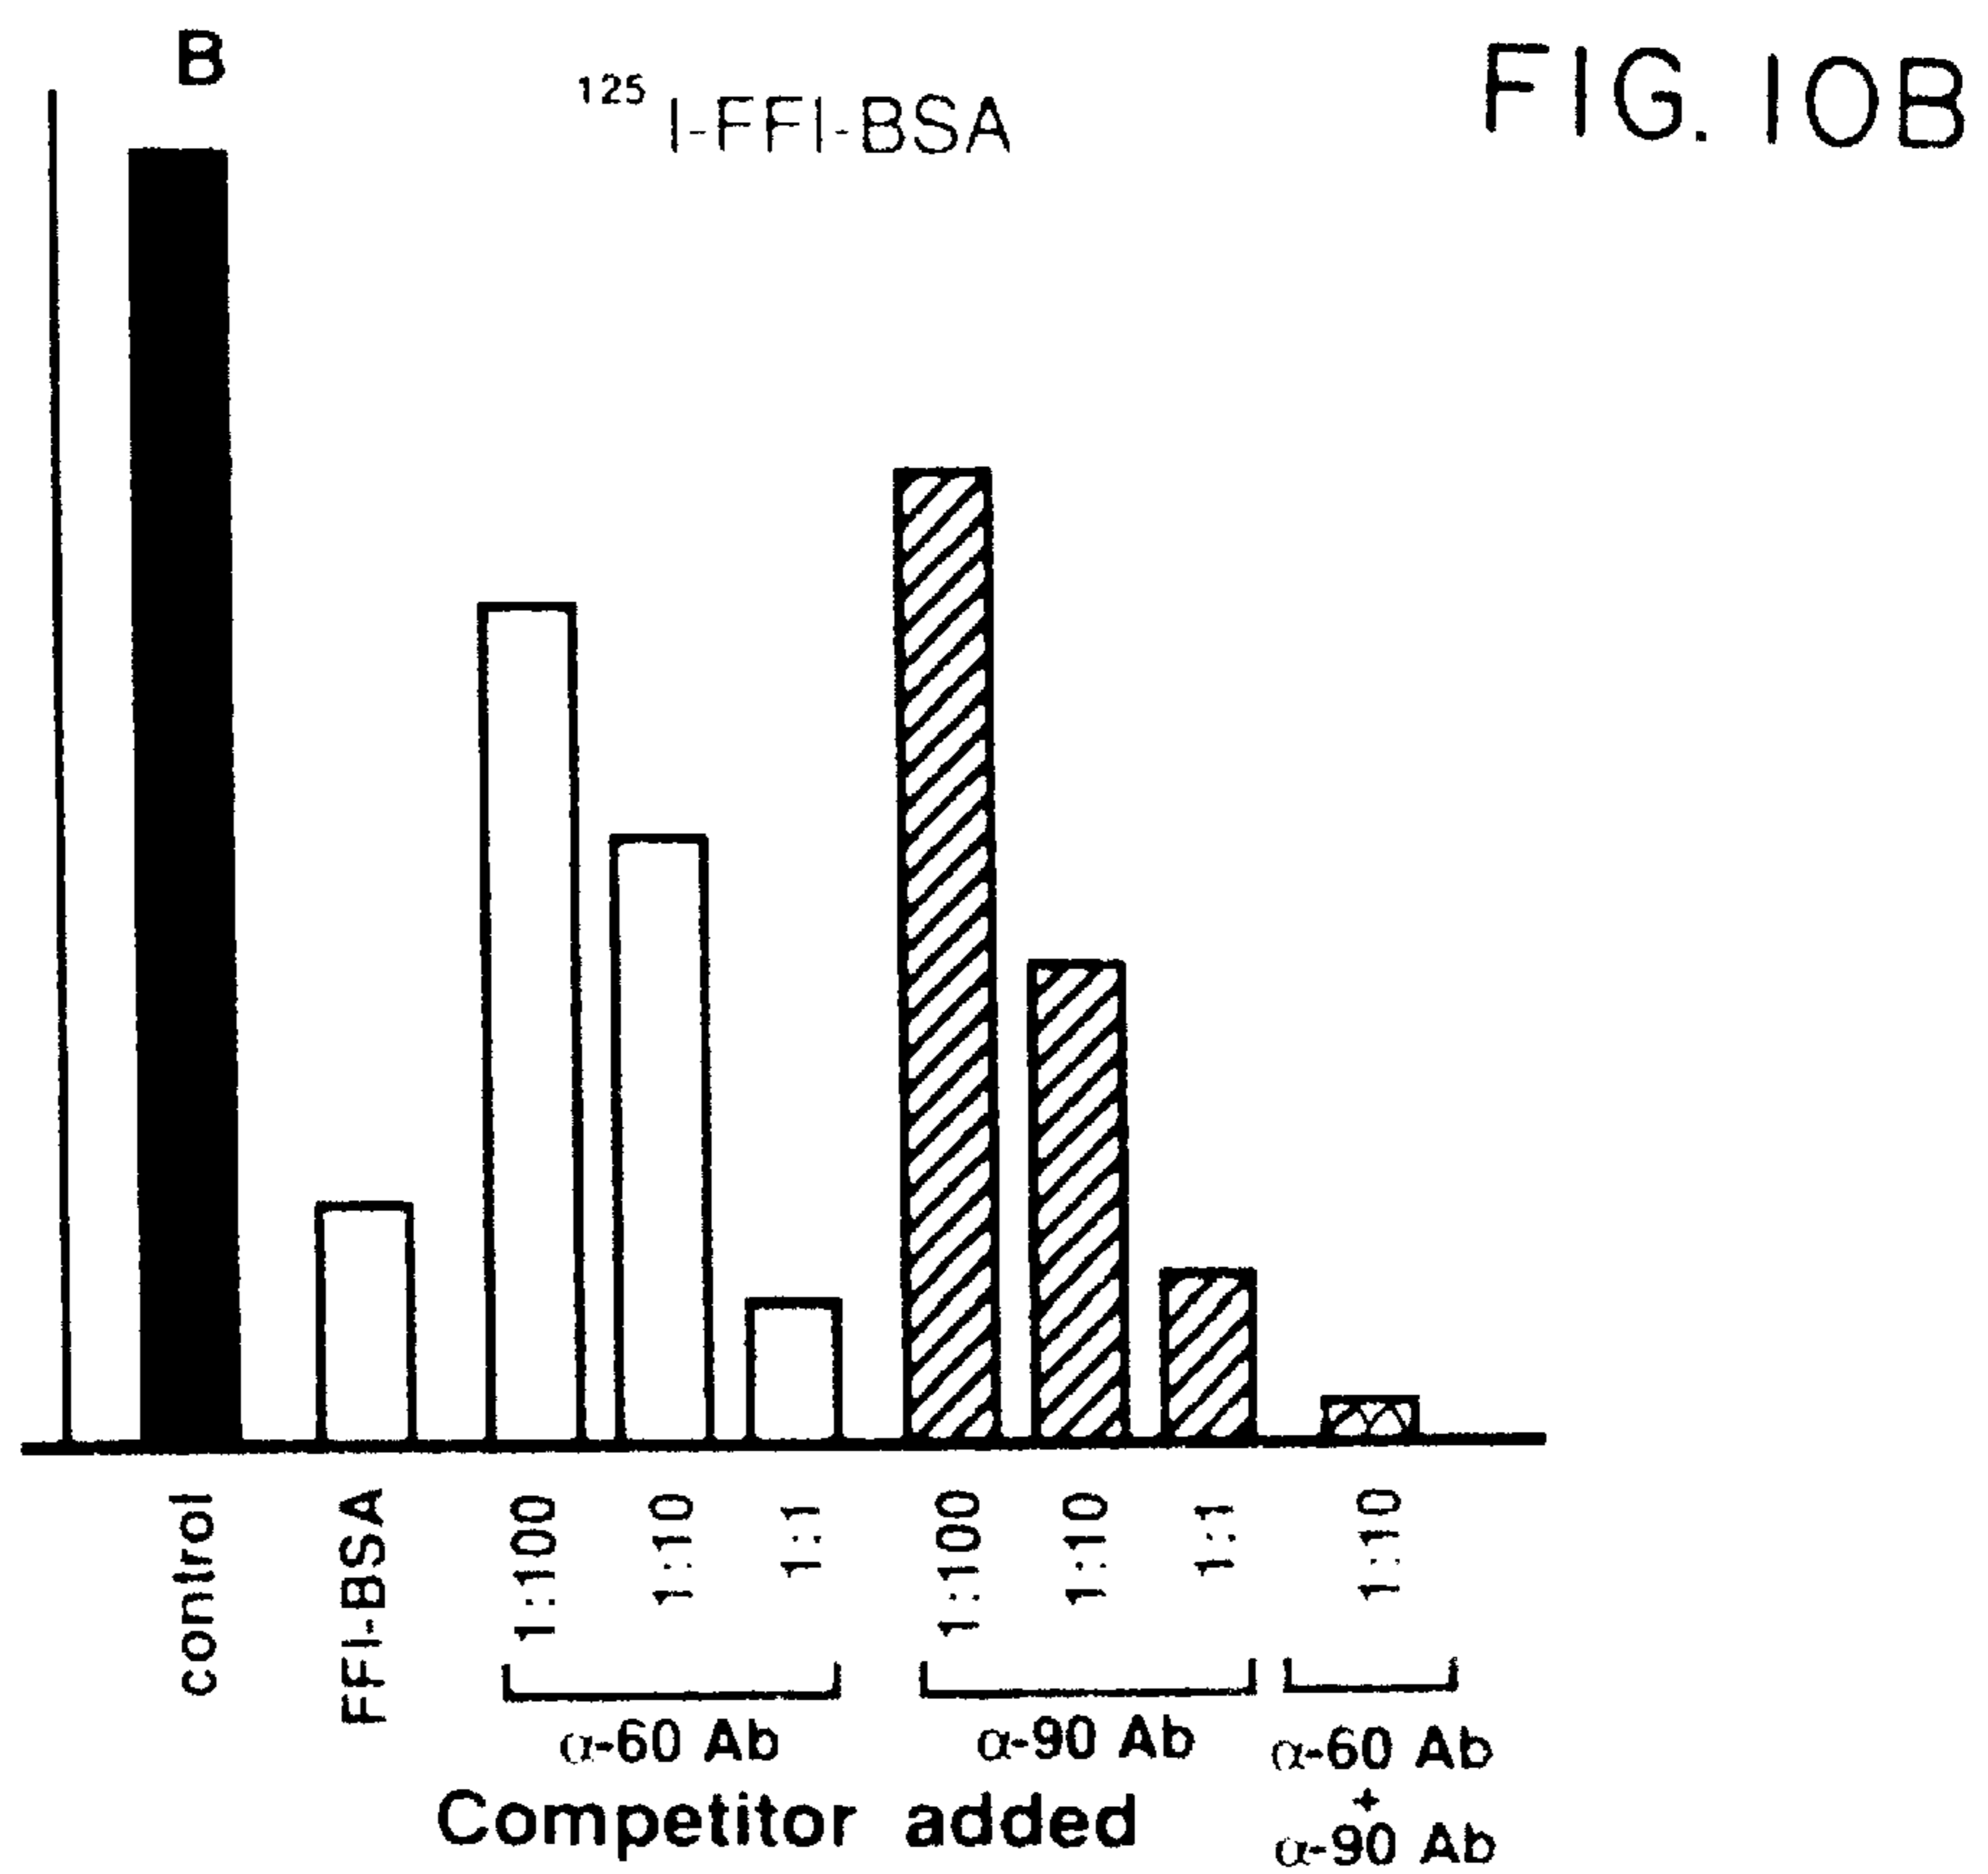 B
¹²⁵I-FFI-BSA
FIG. 10B
control
FFI-BSA
1:100
1:10
1:1
1:100
1:10
1:1
1:10
α-60 Ab
α-90 Ab
α-60 Ab
+
α-90 Ab
Competitor added